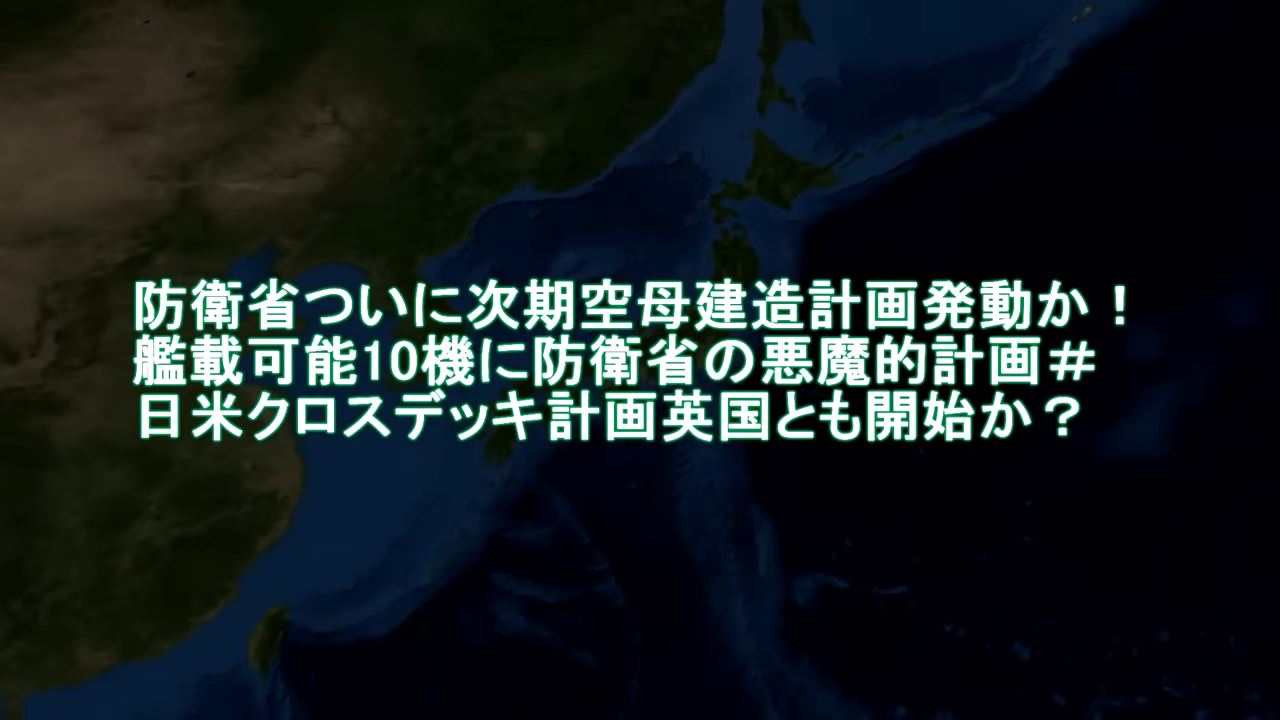 防衛省ついに次期空母建造計画発動か！
艦載可能10機に防衛省の悪魔的計画＃
日米クロスデッキ計画英国とも開始か？